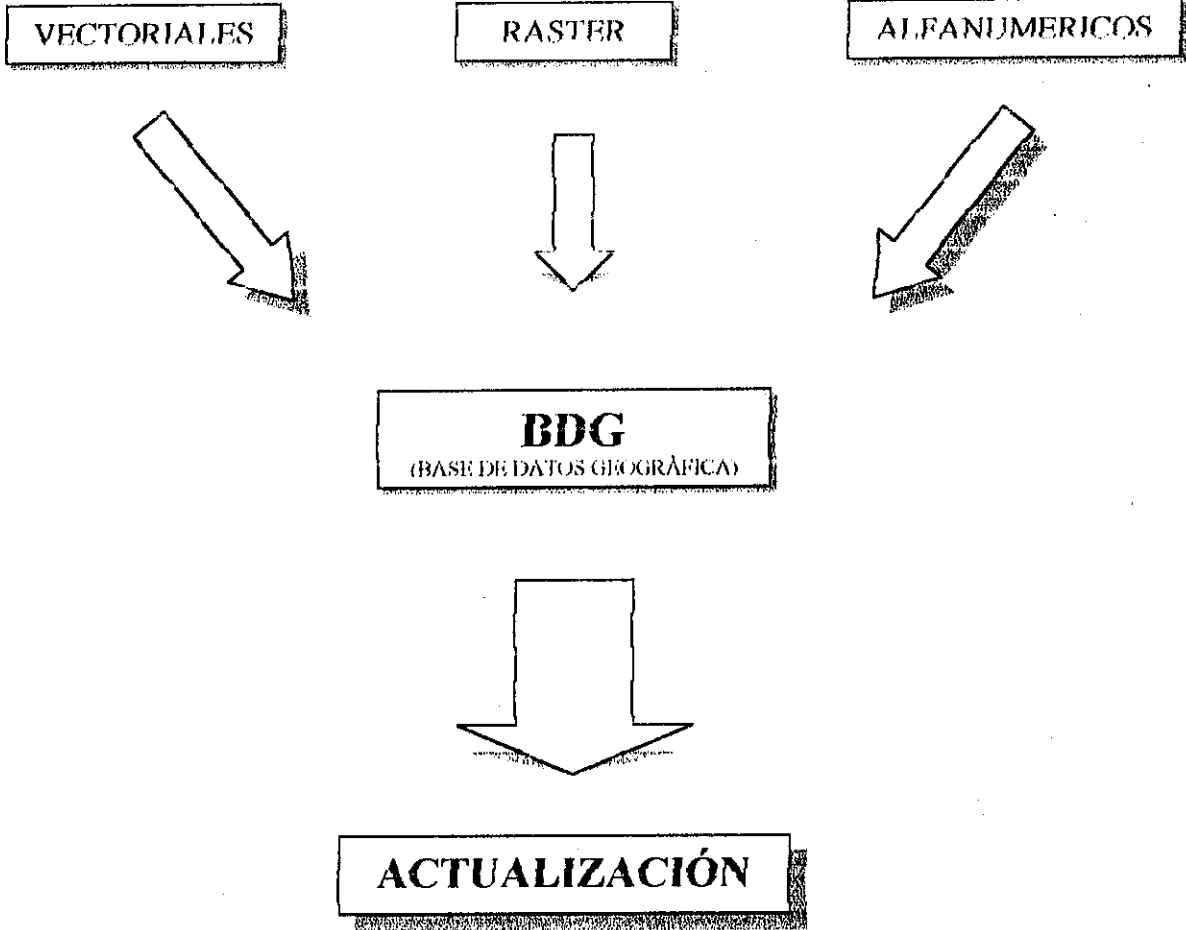 VECTORIALES
RASTER
ALFANUMERICOS
BDG
(BASE DE DATOS GEOGRÁFICA)
ACTUALIZACIÓN